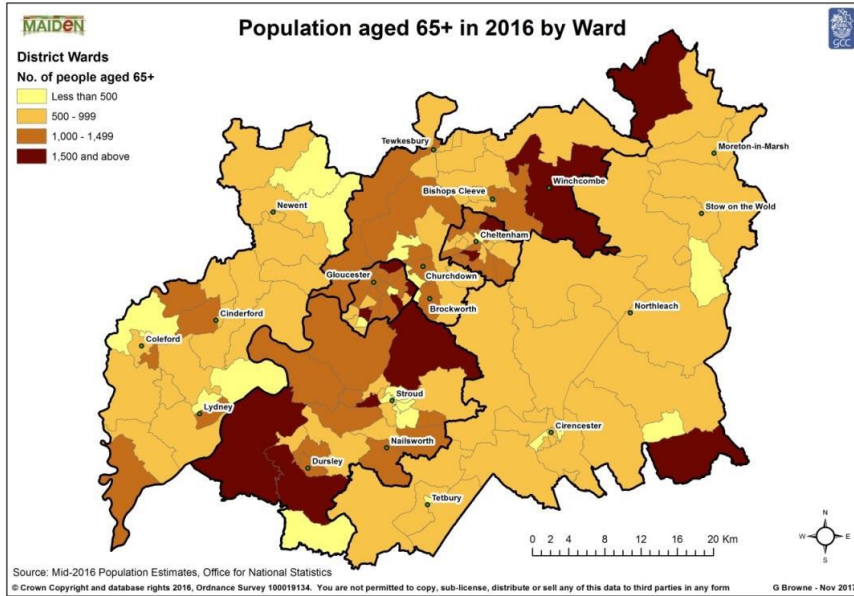 MAIDEN
Population aged 65+ in 2016 by Ward
GCC
District Wards
No. of people aged 65+
Less than 500
500 - 999
1,000 - 1,499
1,500 and above
Tewkesbury
Moreton-in-Marsh
Bishops Cleeve
Winchcombe
Newent
Stow on the Wold
Cheltenham
Gloucester
Churchdown
Brockworth
Northleach
Cinderford
Coleford
Stroud
Lydney
Cirencester
Nailsworth
Dursley
Tetbury
N
W
E
S
0 2 4 8 12 16 20 Km
Source: Mid-2016 Population Estimates, Office for National Statistics
© Crown Copyright and database rights 2016, Ordnance Survey 100019134. You are not permitted to copy, sub-license, distribute or sell any of this data to third parties in any form
G Browne - Nov 2017